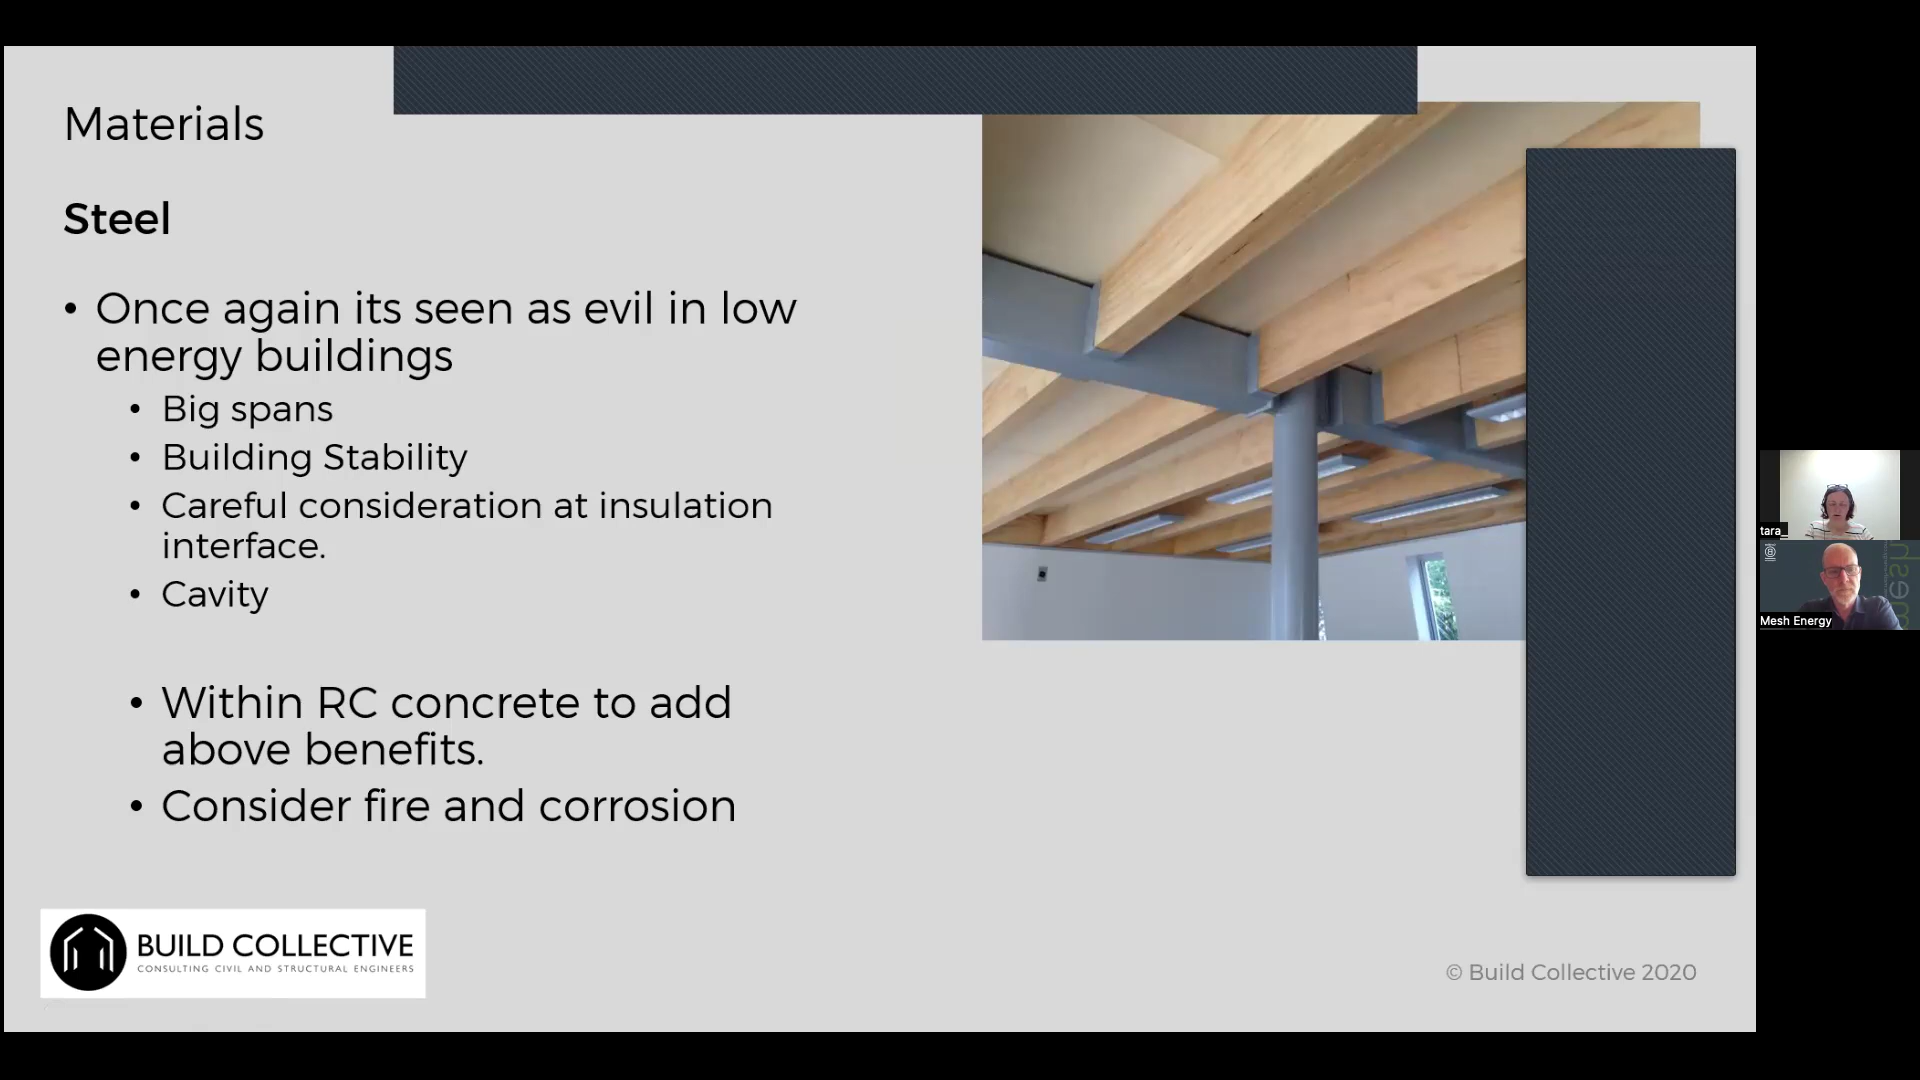 Materials
Steel
• Once again its seen as evil in low
energy buildings
• Big spans
• Building Stability
• Careful consideration at insulation
interface.
• Cavity
• Within RC concrete to add
above benefits.
• Consider fire and corrosion
BUILD COLLECTIVE
CONSULTING CIVIL AND STRUCTURAL ENGINEERS
© Build Collective 2020
tara_
mesh
Mesh Energy